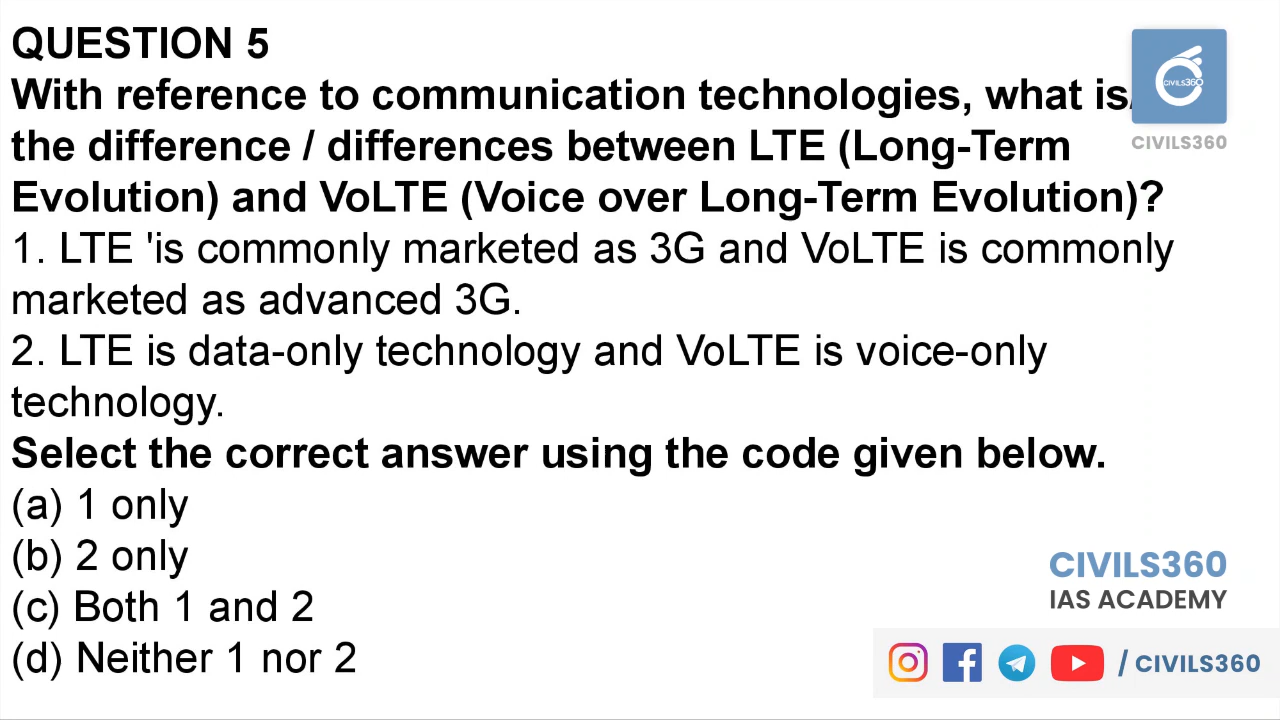 QUESTION 5
With reference to communication technologies, what is/
the difference / differences between LTE (Long-Term
Evolution) and VoLTE (Voice over Long-Term Evolution)?
1. LTE 'is commonly marketed as 3G and VoLTE is commonly
marketed as advanced 3G.
2. LTE is data-only technology and VoLTE is voice-only
technology.
Select the correct answer using the code given below.
(a) 1 only
(b) 2 only
(c) Both 1 and 2
(d) Neither 1 nor 2
CIVILS360
CIVILS360
CIVILS360
IAS ACADEMY
/ CIVILS360